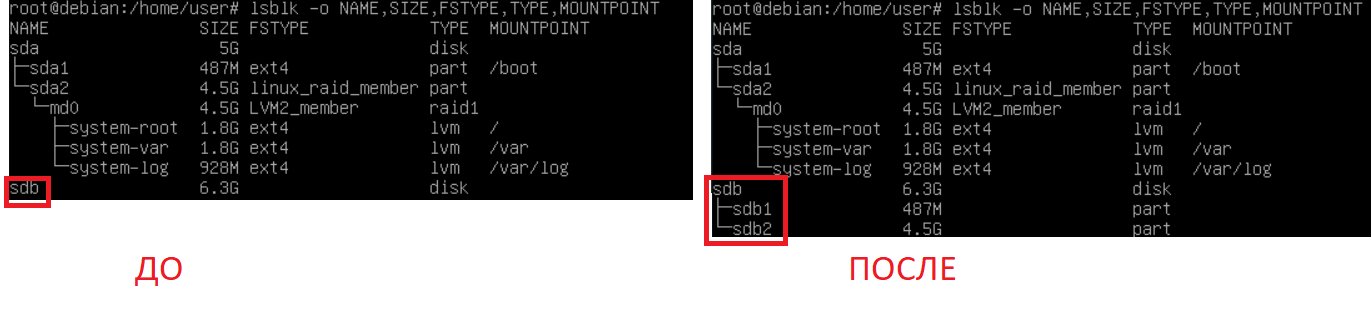 root@debian:/home/user# lsblk -o NAME,SIZE,FSTYPE,TYPE,MOUNTPOINT
NAME SIZE FSTYPE TYPE MOUNTPOINT
sda 5G disk
├─sda1 487M ext4 part /boot
└─sda2 4.5G linux_raid_member part
└─md0 4.5G LVM2_member raid1
├─system-root 1.8G ext4 lvm /
├─system-var 1.8G ext4 lvm /var
└─system-log 928M ext4 lvm /var/log
sdb 6.3G disk
ДО
root@debian:/home/user# lsblk -o NAME,SIZE,FSTYPE,TYPE,MOUNTPOINT
NAME SIZE FSTYPE TYPE MOUNTPOINT
sda 5G disk
├─sda1 487M ext4 part /boot
└─sda2 4.5G linux_raid_member part
└─md0 4.5G LVM2_member raid1
├─system-root 1.8G ext4 lvm /
├─system-var 1.8G ext4 lvm /var
└─system-log 928M ext4 lvm /var/log
sdb 6.3G disk
├─sdb1 487M part
└─sdb2 4.5G part
ПОСЛЕ